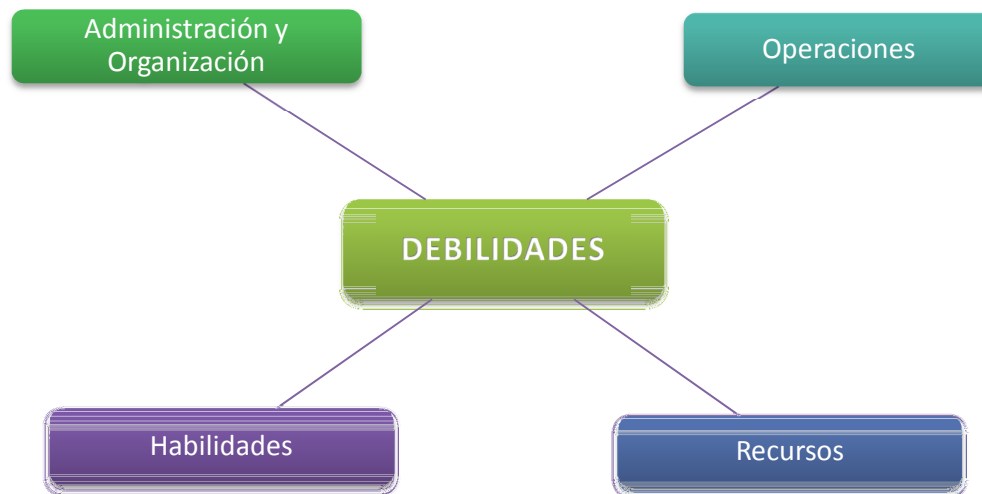 Administración y
Organización
Operaciones
DEBILIDADES
Habilidades
Recursos